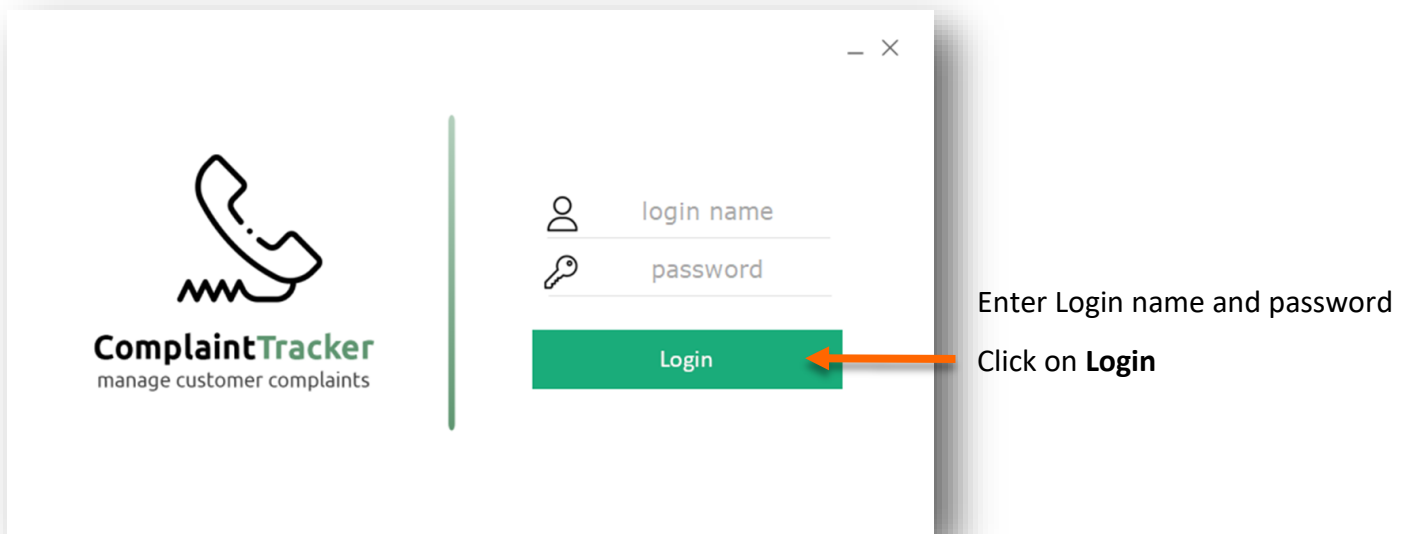 login name
password
Enter Login name and password
ComplaintTracker
manage customer complaints
Login
Click on Login